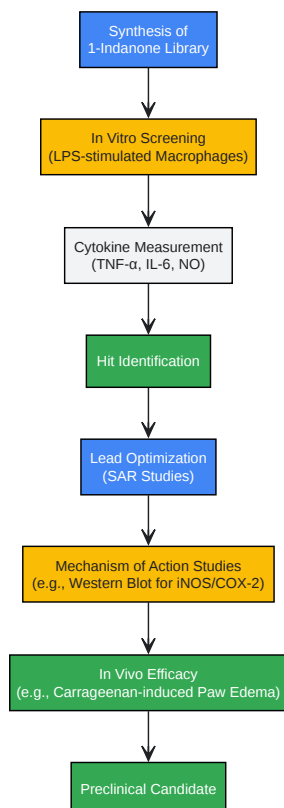 Synthesis of
1-Indanone Library
In Vitro Screening
(LPS-stimulated Macrophages)
Cytokine Measurement
(TNF-α, IL-6, NO)
Hit Identification
Lead Optimization
(SAR Studies)
Mechanism of Action Studies
(e.g., Western Blot for iNOS/COX-2)
In Vivo Efficacy
(e.g., Carrageenan-induced Paw Edema)
Preclinical Candidate